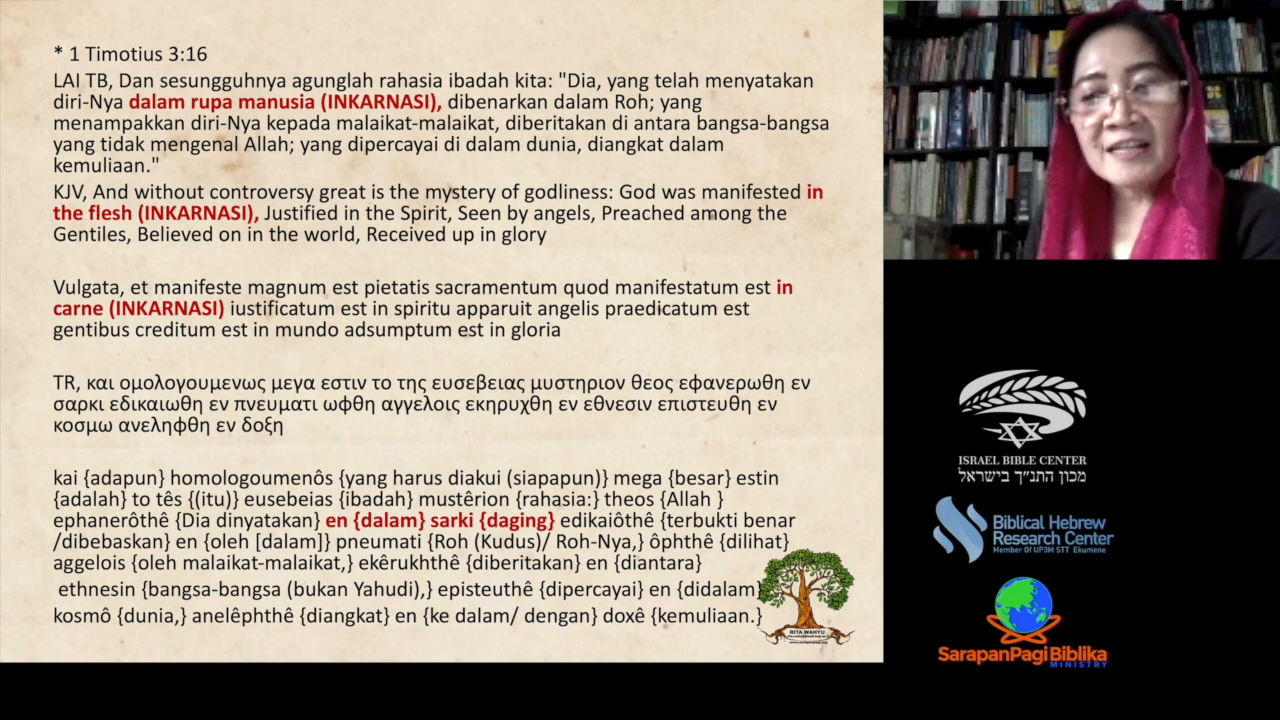 * 1 Timotius 3:16
LAI TB, Dan sesungguhnya agunglah rahasia ibadah kita: "Dia, yang telah menyatakan
diri-Nya dalam rupa manusia (INKARNASI), dibenarkan dalam Roh; yang
menampakkan diri-Nya kepada malaikat-malaikat, diberitakan di antara bangsa-bangsa
yang tidak mengenal Allah; yang dipercayai di dalam dunia, diangkat dalam
kemuliaan."
KJV, And without controversy great is the mystery of godliness: God was manifested in
the flesh (INKARNASI), Justified in the Spirit, Seen by angels, Preached among the
Gentiles, Believed on in the world, Received up in glory
Vulgata, et manifeste magnum est pietatis sacramentum quod manifestatum est in
carne (INKARNASI) iustificatum est in spiritu apparuit angelis praedicatum est
gentibus creditum est in mundo adsumptum est in gloria
TR, και ομολογουμενως μεγα εστιν το της ευσεβειας μυστηριον θεος εφανερωθη εν
σαρκι εδικαιωθη εν πνευματι ωφθη αγγελοις εκηρυχθη εν εθνεσιν επιστευθη εν
κοσμω ανεληφθη εν δοξη
kai {adapun} homologoumenôs {yang harus diakui (siapapun)} mega {besar} estin
{adalah} to tês {(itu)} eusebeias {ibadah} mustêrion {rahasia:} theos {Allah }
ephanerôthê {Dia dinyatakan} en {dalam} sarki {daging} edikaiôthê {terbukti benar
/dibebaskan} en {oleh [dalam]} pneumati {Roh (Kudus)/ Roh-Nya,} ôphthê {dilihat}
aggelois {oleh malaikat-malaikat,} ekêrukhthê {diberitakan} en {diantara}
ethnesin {bangsa-bangsa (bukan Yahudi),} episteuthê {dipercayai} en {didalam}
kosmô {dunia,} anelêphthê {diangkat} en {ke dalam/ dengan} doxê {kemuliaan.}
RITA WAHYU
ISRAEL BIBLE CENTER
מכון התנ״ך בישראל
Biblical Hebrew
Research Center
Member Of UP3M STT Ekumene
SarapanPagi Biblika
MINISTRY